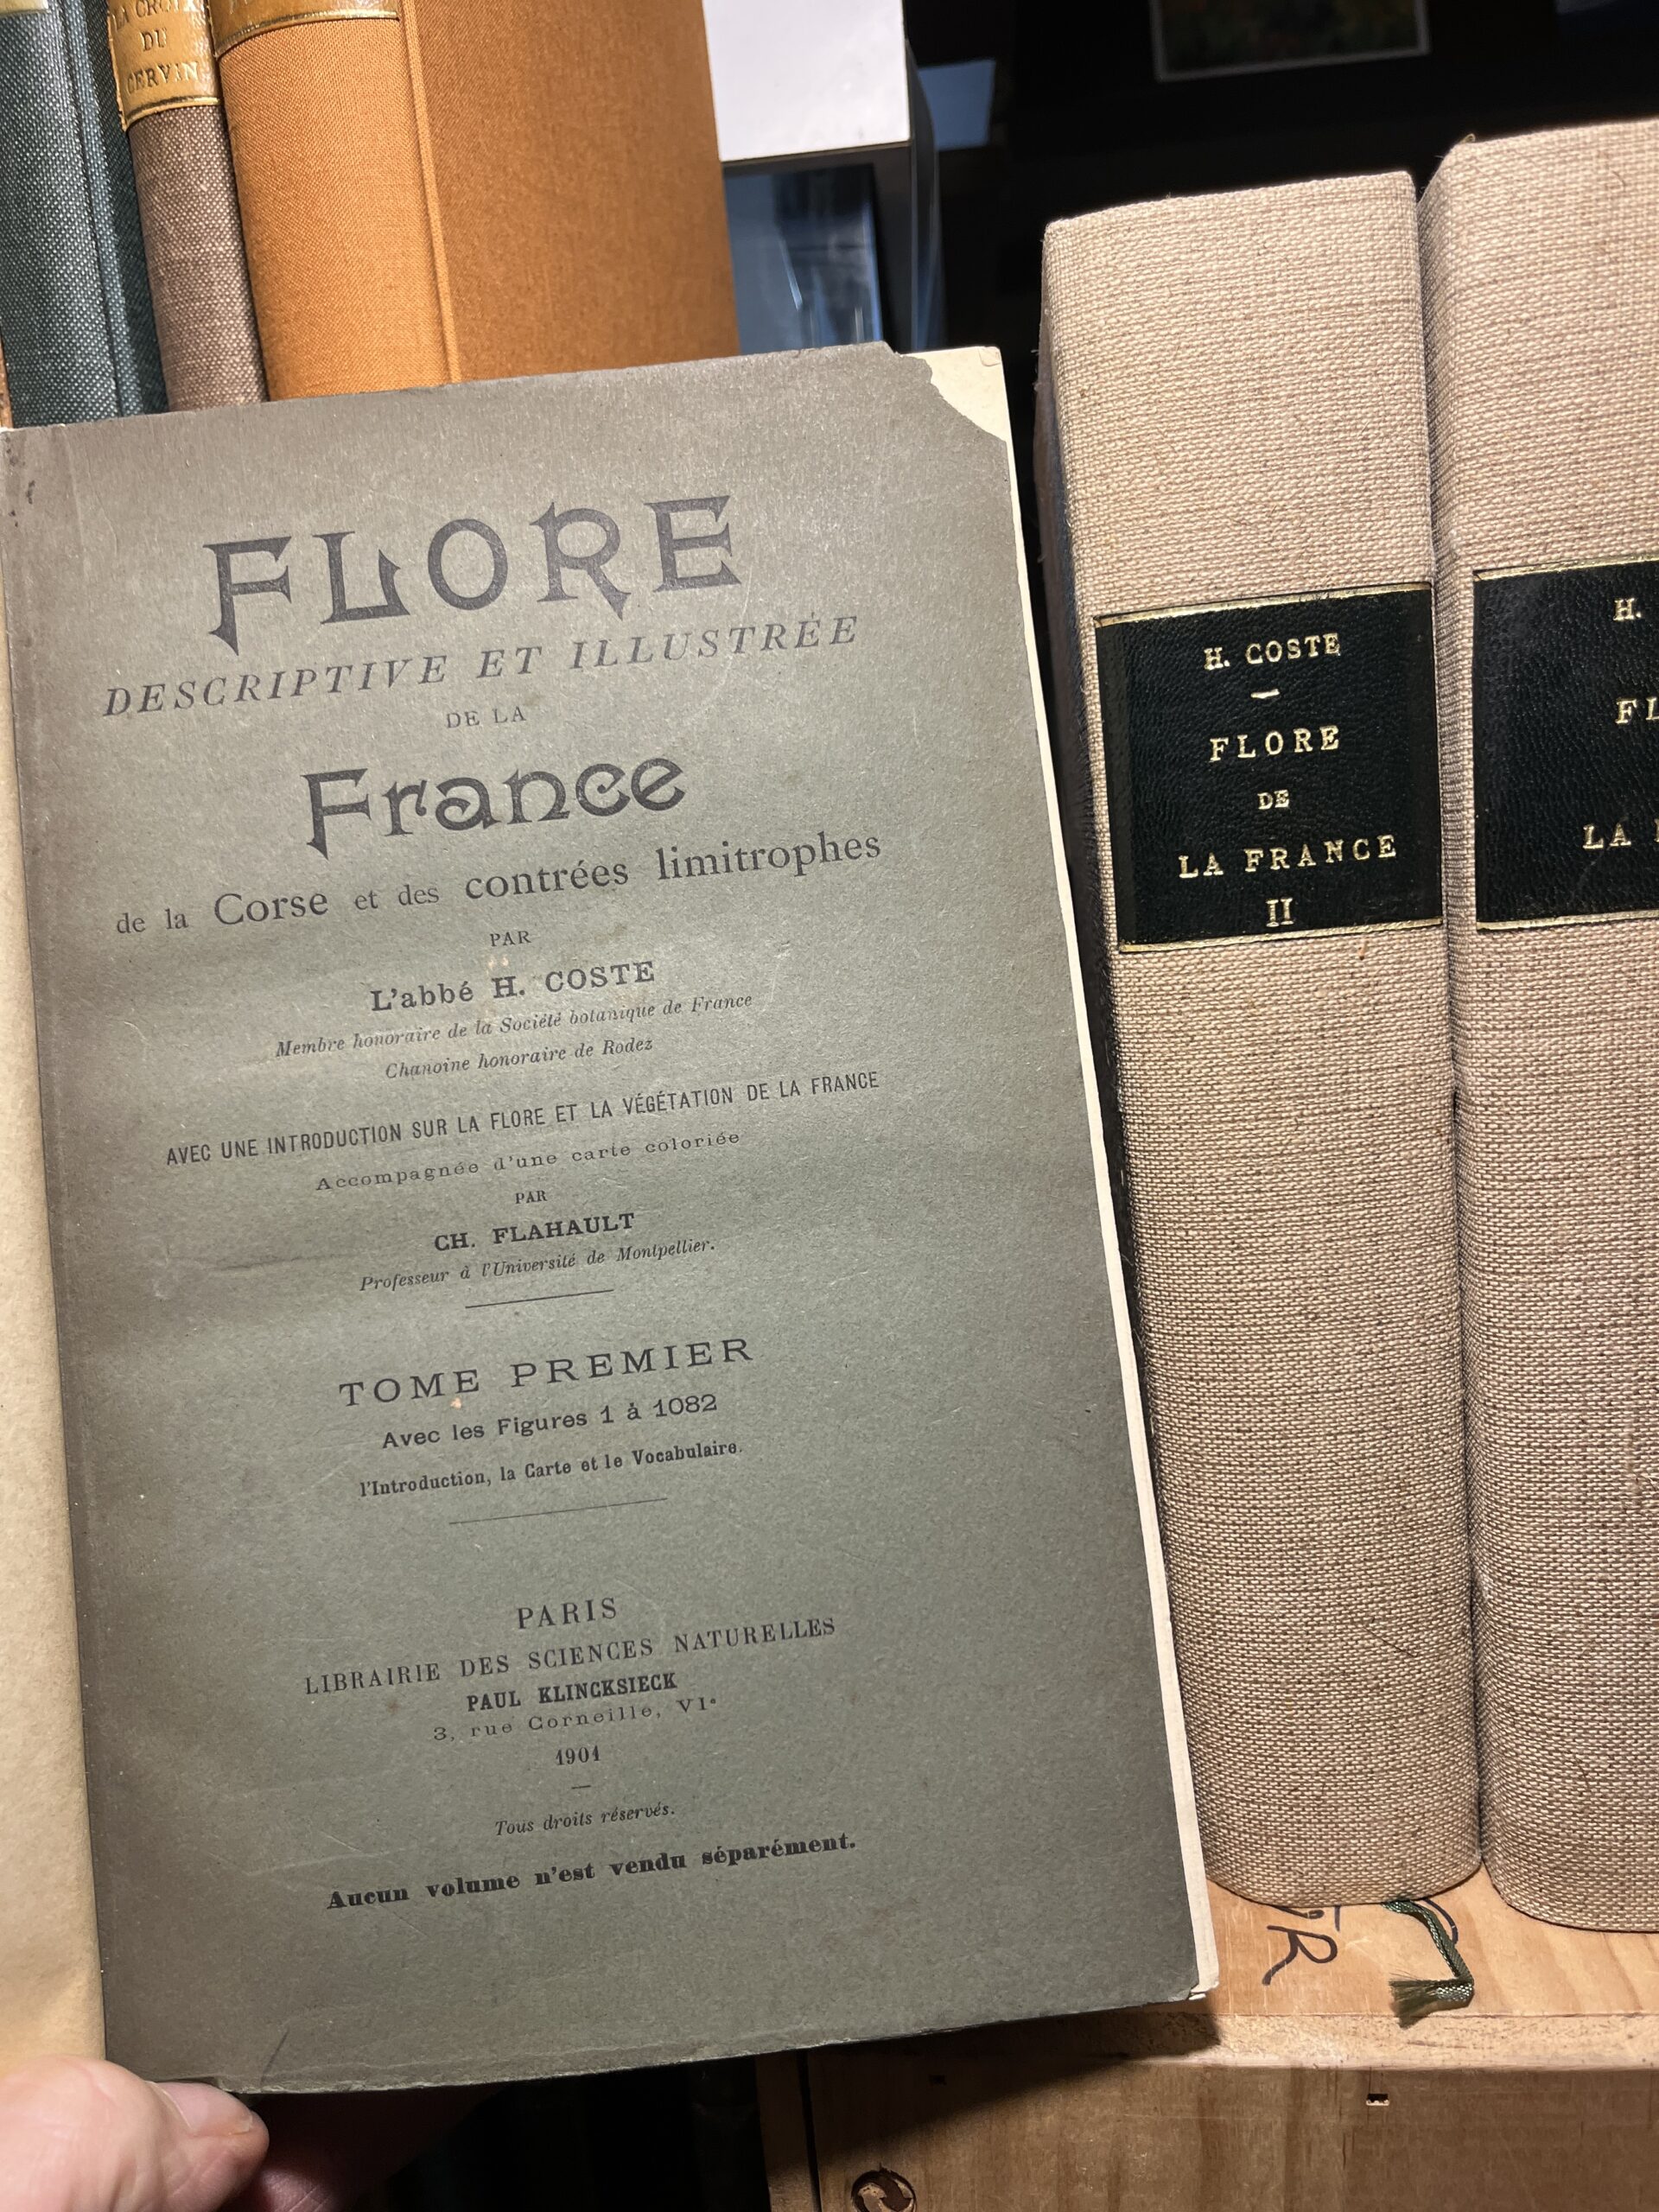 LA CROIX
DU
CERVIN
FLORE
DESCRIPTIVE ET ILLUSTRÉE
DE LA
France
de la Corse et des contrées limitrophes
PAR
L'abbé H. COSTE
Membre honoraire de la Société botanique de France
Chanoine honoraire de Rodez
AVEC UNE INTRODUCTION SUR LA FLORE ET LA VÉGÉTATION DE LA FRANCE
Accompagnée d'une carte coloriée
PAR
CH. FLAHAULT
Professeur à l'Université de Montpellier.
TOME PREMIER
Avec les Figures 1 à 1082
l'Introduction, la Carte et le Vocabulaire.
PARIS
LIBRAIRIE DES SCIENCES NATURELLES
PAUL KLINCKSIECK
3, rue Corneille, VIe
1901
Tous droits réservés.
Aucun volume n'est vendu séparément.
H. COSTE
FLORE
DE
LA FRANCE
II
H.
FL
LA